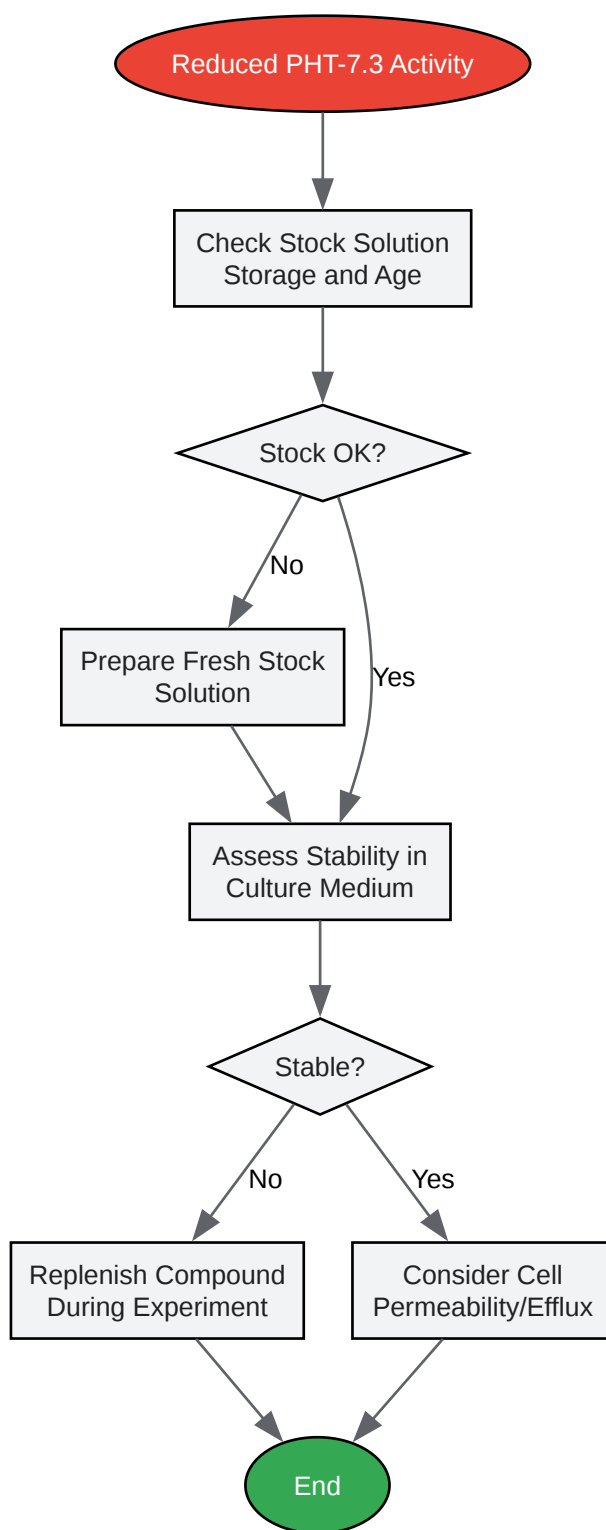 Reduced PHT-7.3 Activity
Check Stock Solution
Storage and Age
Stock OK?
No
Prepare Fresh Stock
Solution
Yes
Assess Stability in
Culture Medium
Stable?
No
Yes
Replenish Compound
During Experiment
Consider Cell
Permeability/Efflux
End